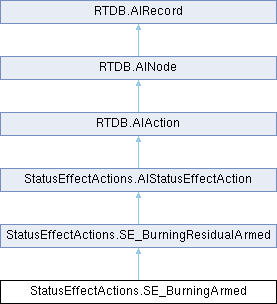 RTDB.AIRecord
RTDB.AINode
RTDB.AIAction
StatusEffectActions.AIStatusEffectAction
StatusEffectActions.SE_BurningResidualArmed
StatusEffectActions.SE_BurningArmed